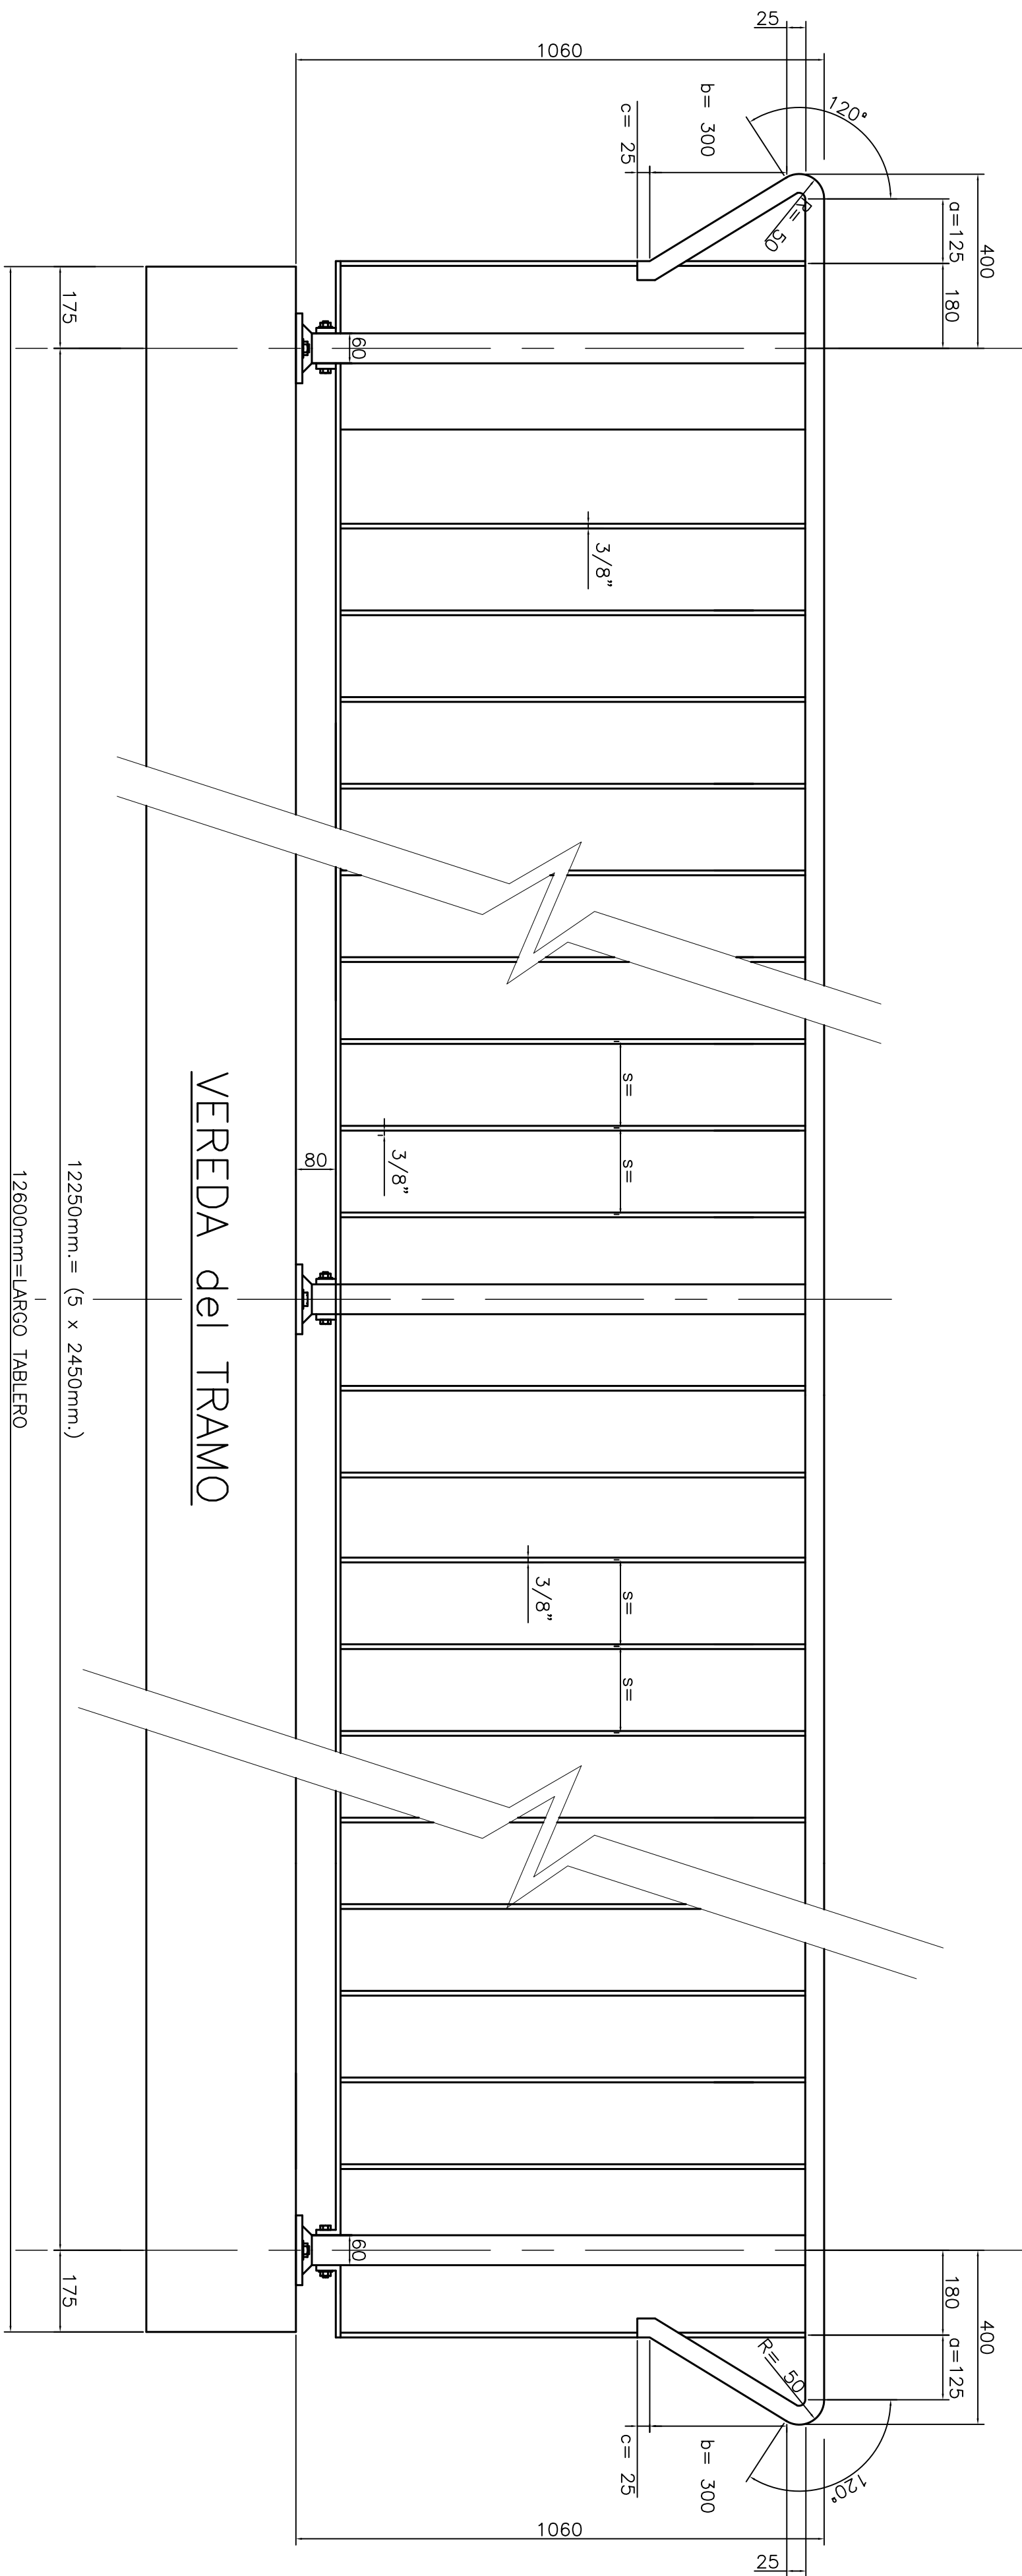 25
1060
120°
b= 300
c= 25
R= 50
400
a=125
180
60
3/8"
s=
s=
3/8"
80
s=
s=
3/8"
60
180
400
a=125
R= 50
b= 300
c= 25
120°
1060
25
VEREDA del TRAMO
175
12250mm.= (5 x 2450mm.)
175
12600mm=LARGO TABLERO